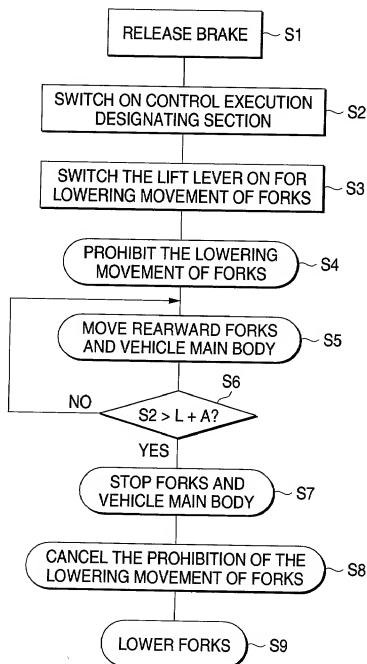 RELEASE BRAKE
S1
SWITCH ON CONTROL EXECUTION
DESIGNATING SECTION
S2
SWITCH THE LIFT LEVER ON FOR
LOWERING MOVEMENT OF FORKS
S3
PROHIBIT THE LOWERING
MOVEMENT OF FORKS
S4
MOVE REARWARD FORKS
AND VEHICLE MAIN BODY
S5
S6
NO
S2 > L + A?
YES
STOP FORKS AND
VEHICLE MAIN BODY
S7
CANCEL THE PROHIBITION OF THE
LOWERING MOVEMENT OF FORKS
S8
LOWER FORKS
S9